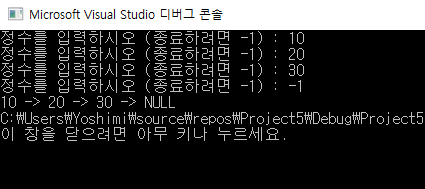 Microsoft Visual Studio 디버그 콘솔
정수를 입력하시오 (종료하려면 -1) : 10
정수를 입력하시오 (종료하려면 -1) : 20
정수를 입력하시오 (종료하려면 -1) : 30
정수를 입력하시오 (종료하려면 -1) : -1
10 -> 20 -> 30 -> NULL
C:₩Users₩Yoshimi₩source₩repos₩Project5₩Debug₩Project5
이 창을 닫으려면 아무 키나 누르세요.